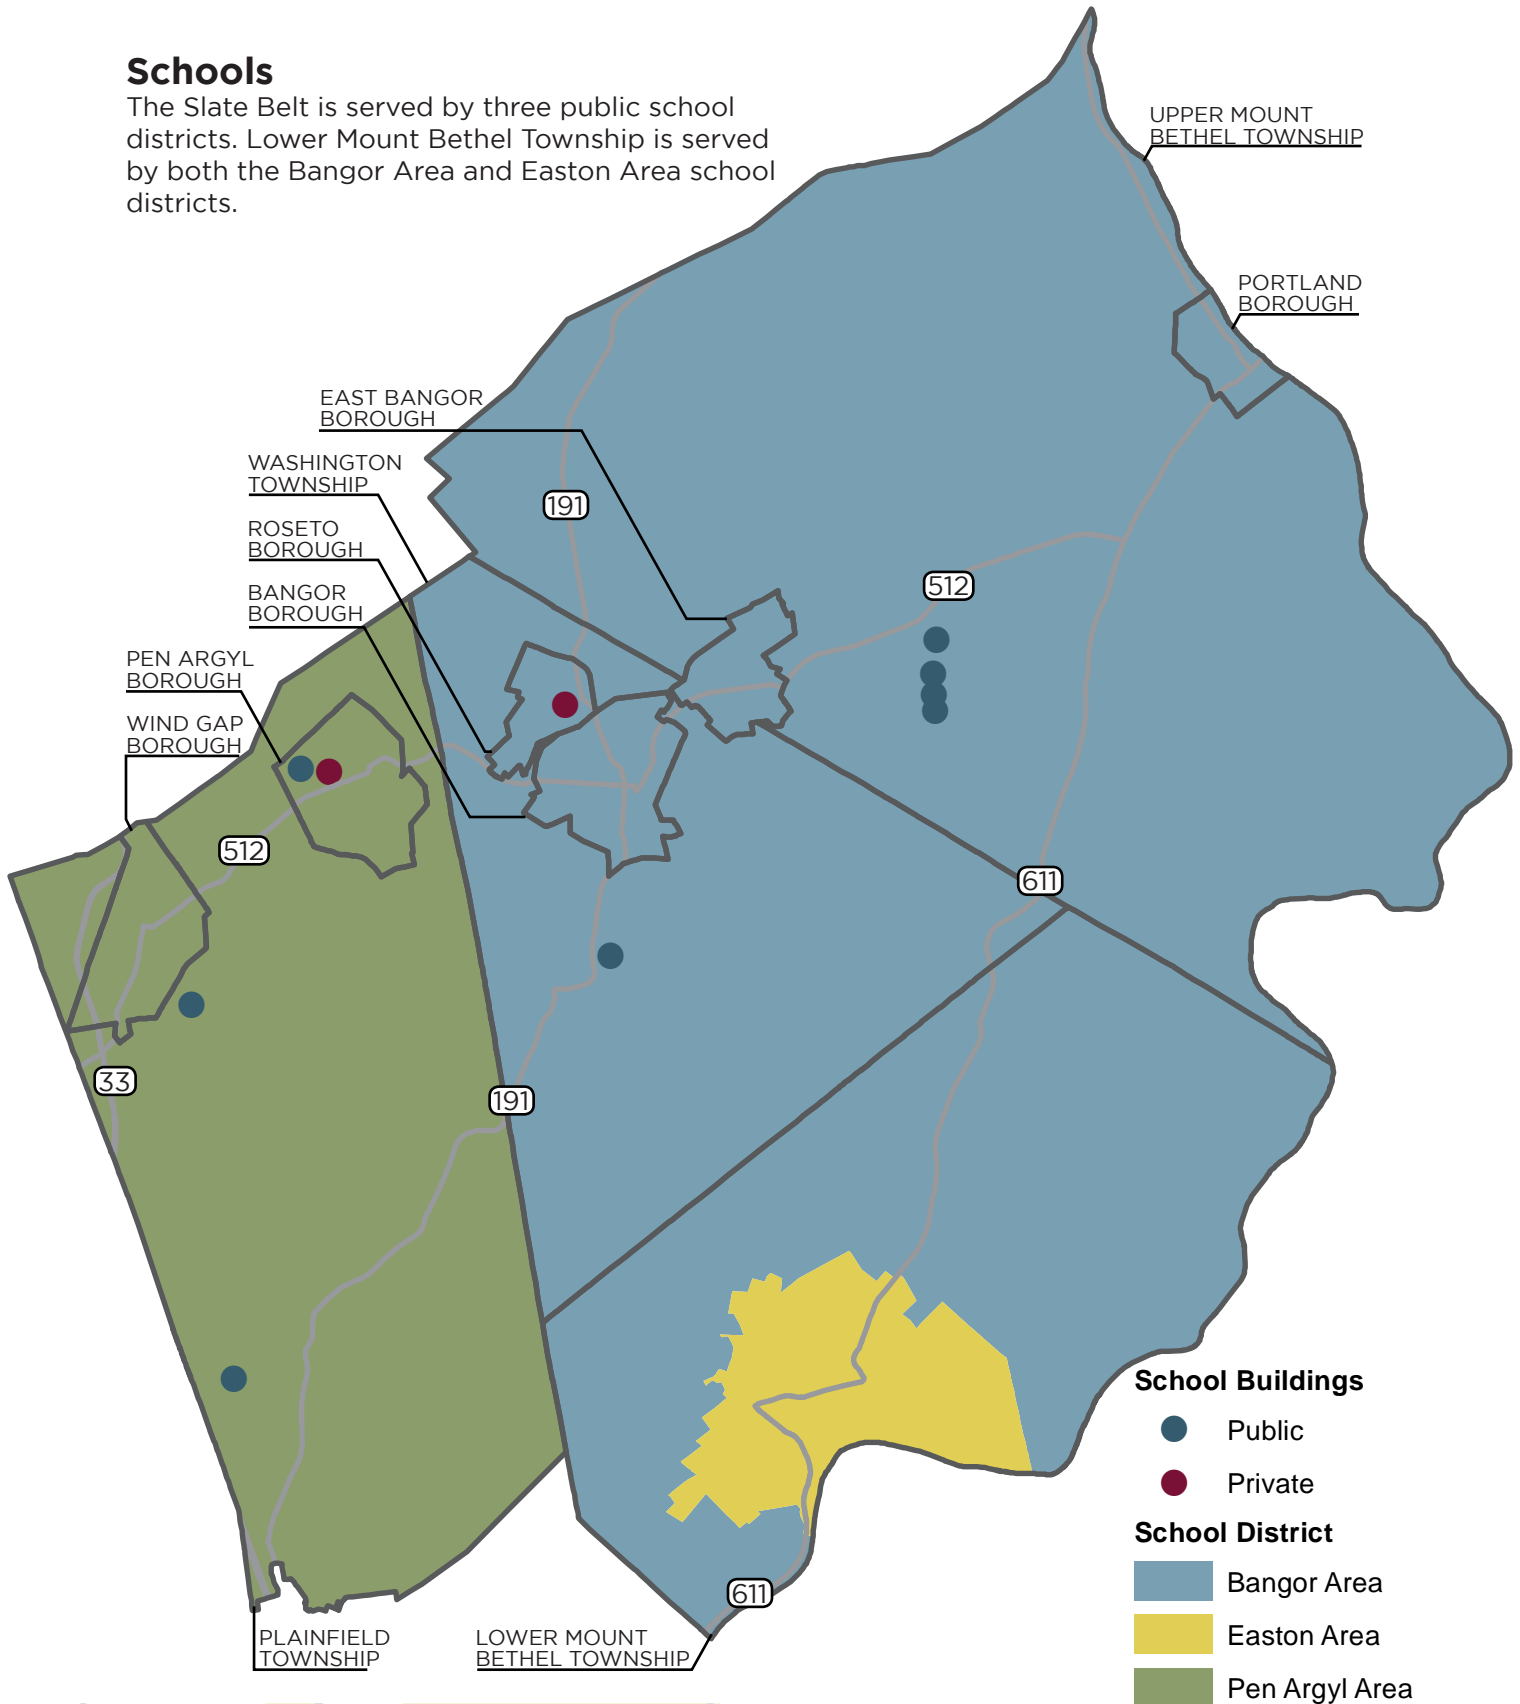 Schools
The Slate Belt is served by three public school
districts. Lower Mount Bethel Township is served
by both the Bangor Area and Easton Area school
districts.
UPPER MOUNT
BETHEL TOWNSHIP
PORTLAND
BOROUGH
EAST BANGOR
BOROUGH
WASHINGTON
TOWNSHIP
191
ROSETO
BOROUGH
512
BANGOR
BOROUGH
PEN ARGYL
BOROUGH
WIND GAP
BOROUGH
512
611
33
191
School Buildings
Public
Private
School District
Bangor Area
611
Easton Area
PLAINFIELD
TOWNSHIP
LOWER MOUNT
BETHEL TOWNSHIP
Pen Argyl Area